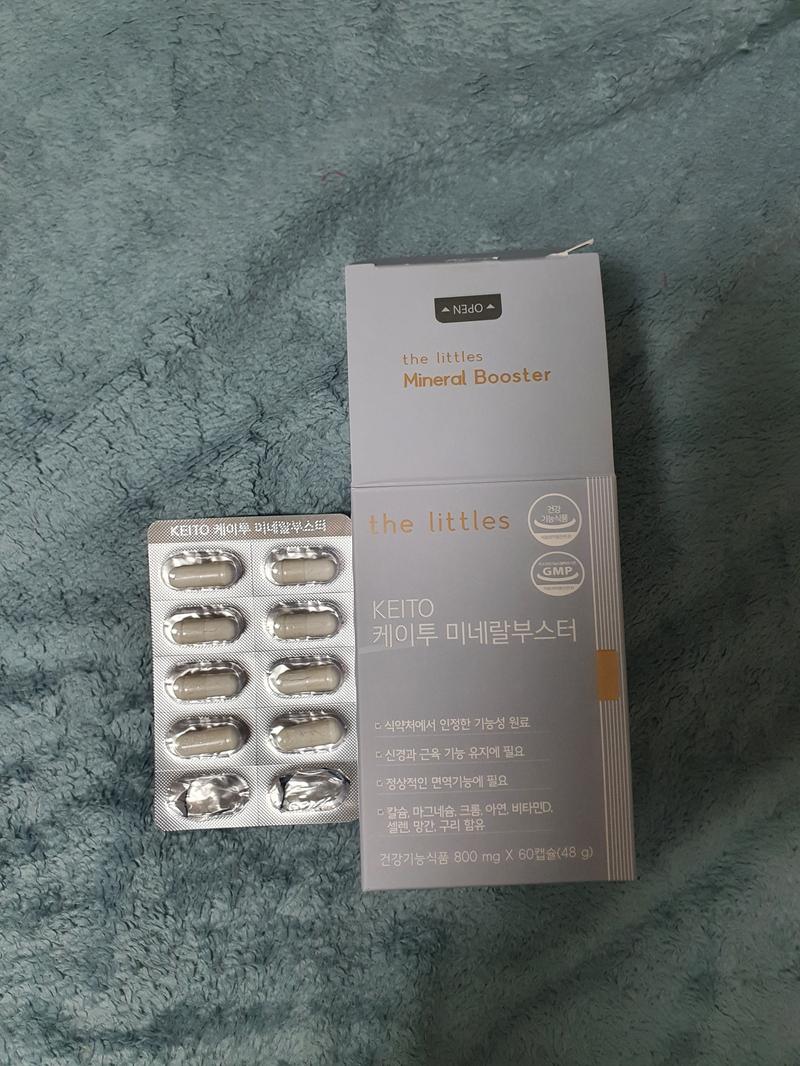 ▲ OPEN ▲
the littles
Mineral Booster
the littles
건강
기능식품
GMP
KEITO
케이투 미네랄부스터
식약처에서 인정한 기능성 원료
신경과 근육 기능 유지에 필요
정상적인 면역기능에 필요
칼슘, 마그네슘, 크롬, 아연, 비타민D,
셀렌, 망간, 구리 함유
건강기능식품 800 mg X 60캡슐(48 g)
KEITO 케이투 미네랄부스터